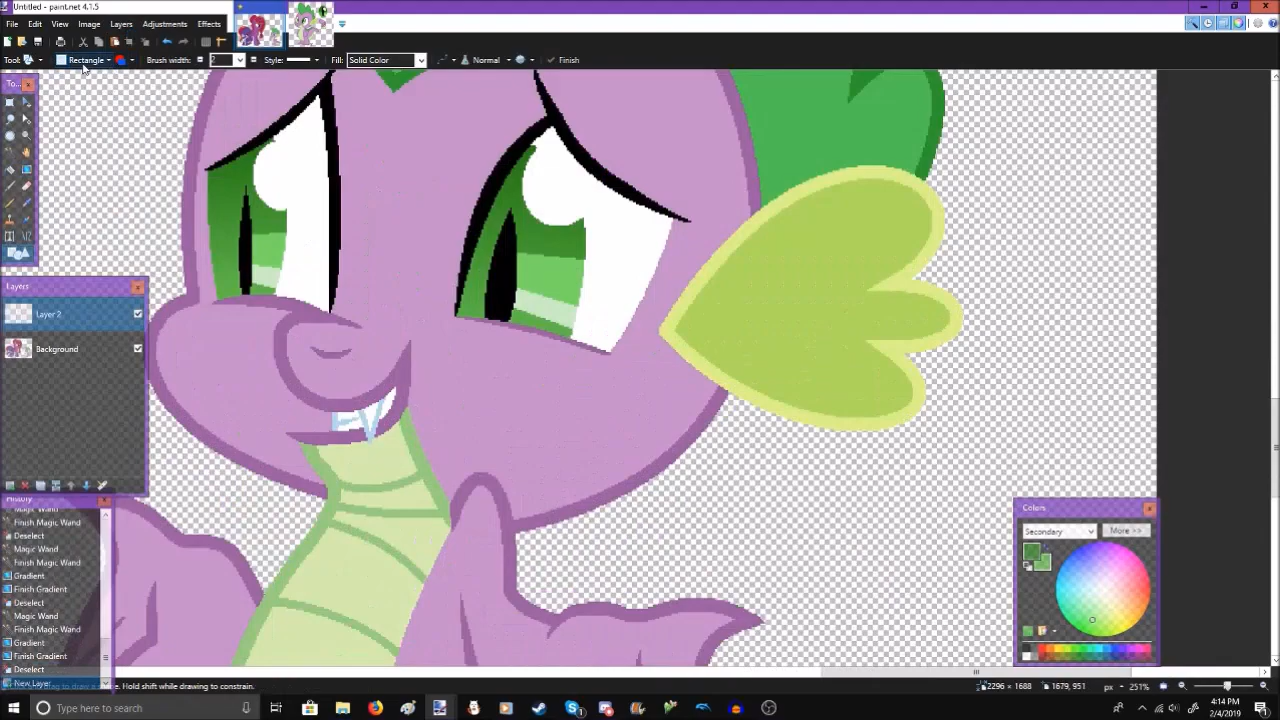 Untitled - paint.net 4.1.5
File Edit View Image Layers Adjustments Effects
Tool: Rectangle Brush width: 2 Style: Fill: Solid Color Normal Finish
To...
Layers
Layer 2
Background
History
Magic Wand
Finish Magic Wand
Deselect
Magic Wand
Finish Magic Wand
Gradient
Finish Gradient
Deselect
Magic Wand
Finish Magic Wand
Gradient
Finish Gradient
Deselect
New Layer
Colors
Secondary More >>
Hold shift while drawing to constrain. 2296 × 1688 1679, 951 px 251%
Type here to search
4:14 PM
2/4/2019